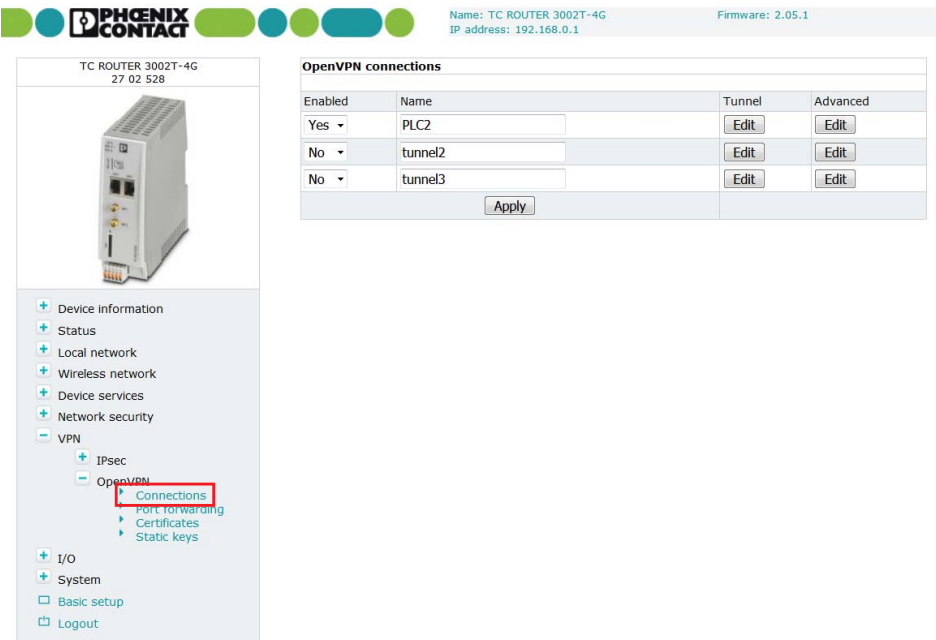 PHŒNIX
CONTACT
Name: TC ROUTER 3002T-4G
IP address: 192.168.0.1
Firmware: 2.05.1
TC ROUTER 3002T-4G
27 02 528
Device information
Status
Local network
Wireless network
Device services
Network security
VPN
IPsec
OpenVPN
Connections
Port forwarding
Certificates
Static keys
I/O
System
Basic setup
Logout
OpenVPN connections
Enabled Name Tunnel Advanced
Yes PLC2 Edit Edit
No tunnel2 Edit Edit
No tunnel3 Edit Edit
Apply